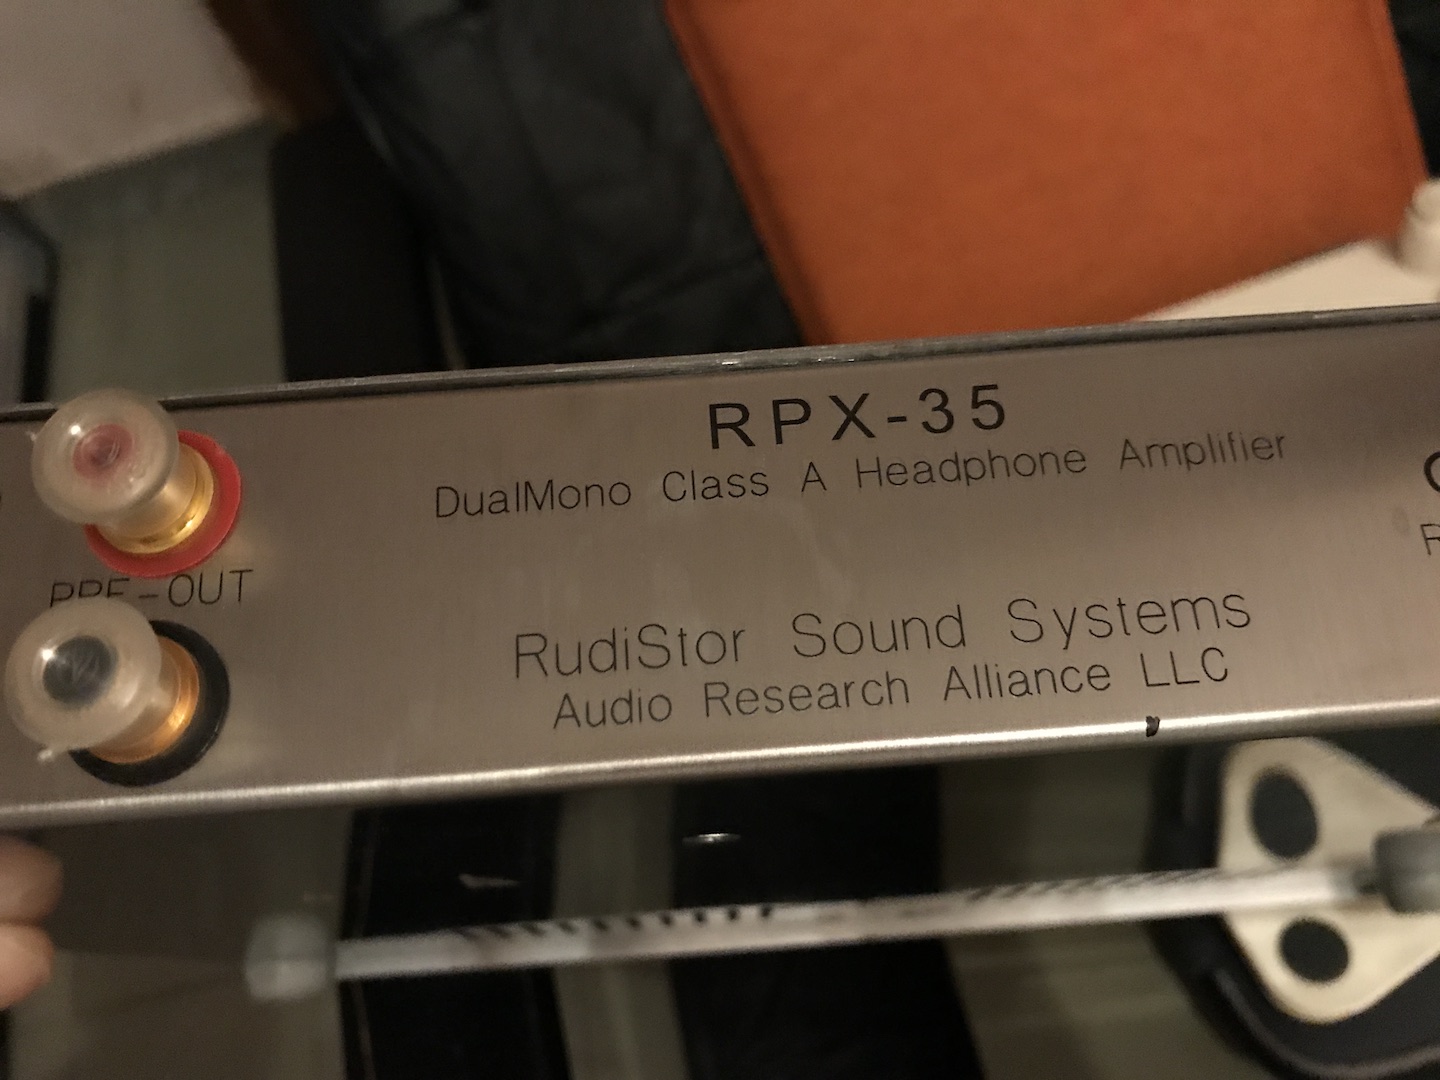 RPX-35
DualMono Class A Headphone Amplifier
PRE-OUT
RudiStor Sound Systems
Audio Research Alliance LLC